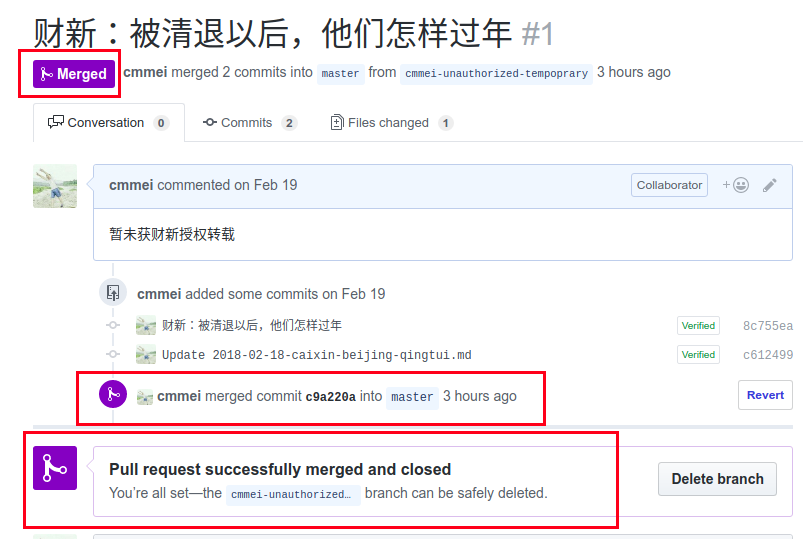 财新：被清退以后，他们怎样过年 #1
Merged cmmei merged 2 commits into master from cmmei-unauthorized-tempoprary 3 hours ago
Conversation 0 Commits 2 Files changed 1
cmmei commented on Feb 19 Collaborator +
暂未获财新授权转载
cmmei added some commits on Feb 19
财新：被清退以后，他们怎样过年 Verified 8c755ea
Update 2018-02-18-caixin-beijing-qingtui.md Verified c612499
cmmei merged commit c9a220a into master 3 hours ago Revert
Pull request successfully merged and closed
You're all set—the cmmei-unauthorized… branch can be safely deleted. Delete branch